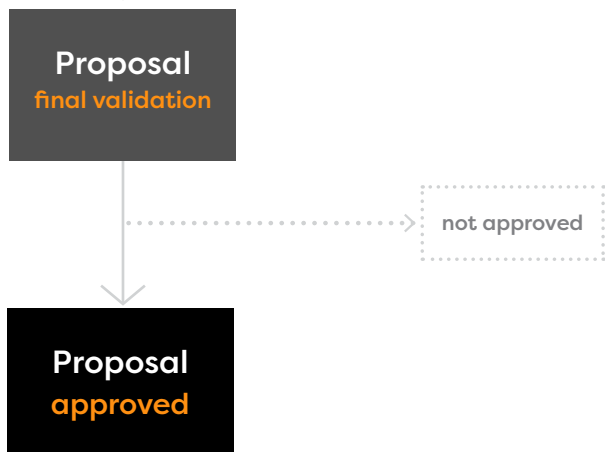 Proposal
final validation
not approved
Proposal
approved